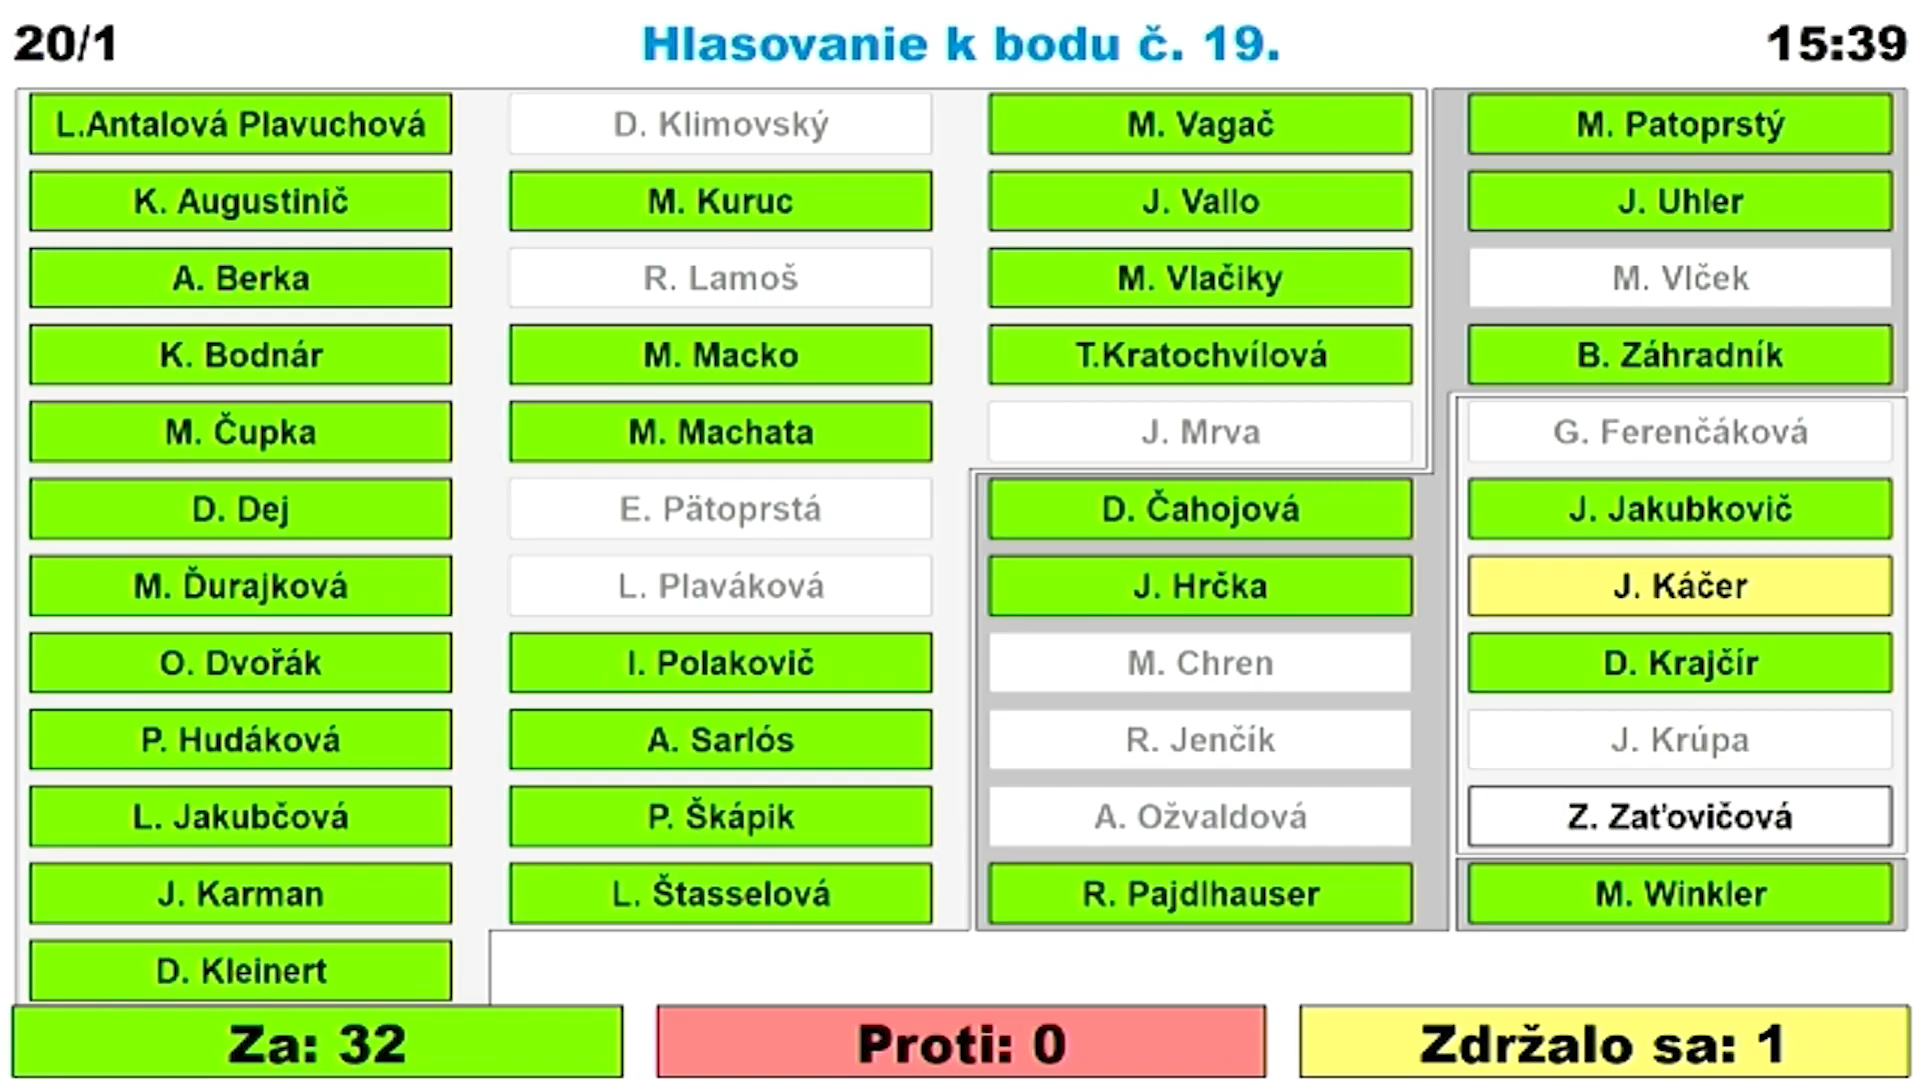 20/1
Hlasovanie k bodu č. 19.
15:39
L.Antalová Plavuchová
K. Augustinič
A. Berka
K. Bodnár
M. Čupka
D. Dej
M. Ďurajková
O. Dvořák
P. Hudáková
L. Jakubčová
J. Karman
D. Kleinert
D. Klimovský
M. Kuruc
R. Lamoš
M. Macko
M. Machata
E. Pätoprstá
L. Plaváková
I. Polakovič
A. Sarlós
P. Škápik
L. Štasselová
M. Vagač
J. Vallo
M. Vlačiky
T.Kratochvílová
J. Mrva
D. Čahojová
J. Hrčka
M. Chren
R. Jenčík
A. Ožvaldová
R. Pajdlhauser
M. Patoprstý
J. Uhler
M. Vlček
B. Záhradník
G. Ferenčáková
J. Jakubkovič
J. Káčer
D. Krajčír
J. Krúpa
Z. Zaťovičová
M. Winkler
Za: 32
Proti: 0
Zdržalo sa: 1